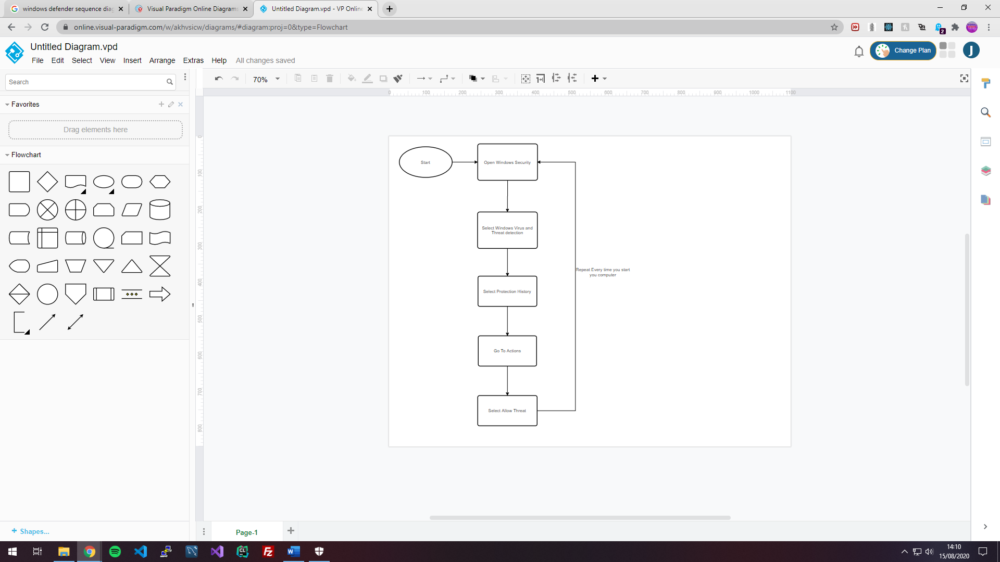 windows defender sequence diag
Visual Paradigm Online Diagrams
Untitled Diagram.vpd - VP Online
online.visual-paradigm.com/w/akhvsicw/diagrams/#diagram:proj=0&type=Flowchart
2
Untitled Diagram.vpd
File Edit Select View Insert Arrange Extras Help All changes saved
Change Plan
J
Search
70%
0 100 200 300 400 500 600 700 800 900 1000 1100
Favorites
Drag elements here
Flowchart
0
100
200
300
400
500
600
700
800
Start
Open Windows Security
Select Windows Virus and
Threat detection
Repeat Every time you start
you computer
Select Protection History
Go To Actions
Select Allow Threat
+ Shapes...
Page-1
14:10
15/08/2020